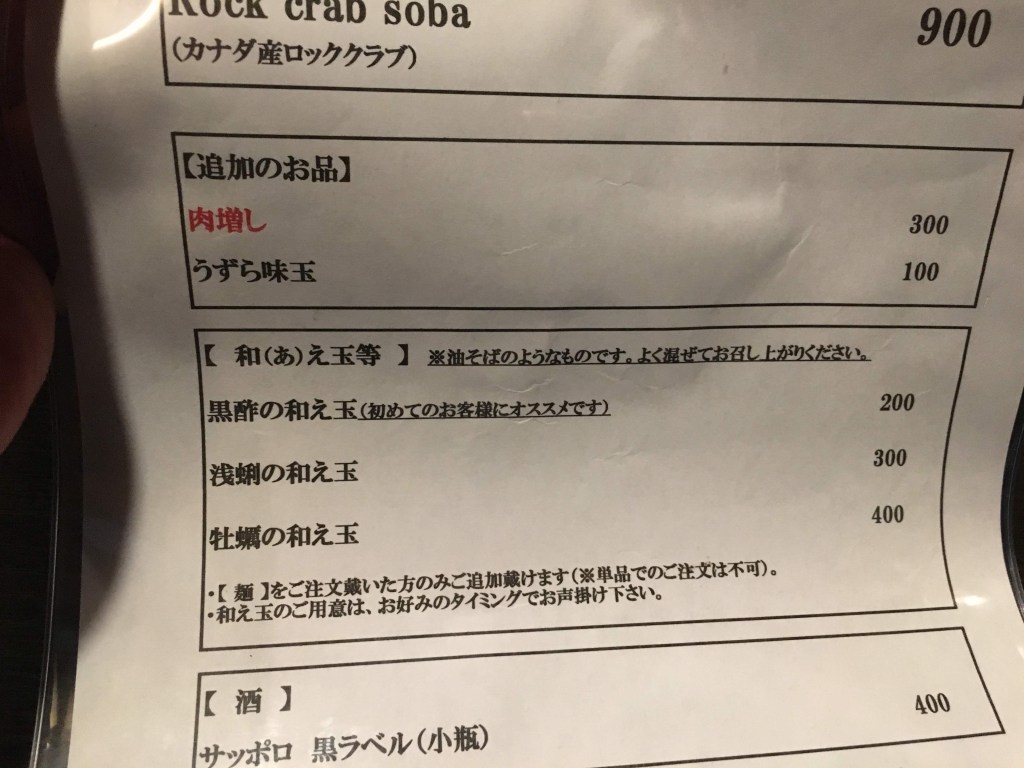 Rock crab soba 900
(カナダ産ロッククラブ)
【追加のお品】
肉増し 300
うずら味玉 100
【 和(あ)え玉等 】 ※油そばのようなものです。よく混ぜてお召し上がりください。
黒酢の和え玉(初めてのお客様にオススメです) 200
浅蜊の和え玉 300
牡蠣の和え玉 400
・【 麺 】をご注文戴いた方のみご追加戴けます(※単品でのご注文は不可)。
・和え玉のご用意は、お好みのタイミングでお声掛け下さい。
【 酒 】
サッポロ 黒ラベル(小瓶) 400